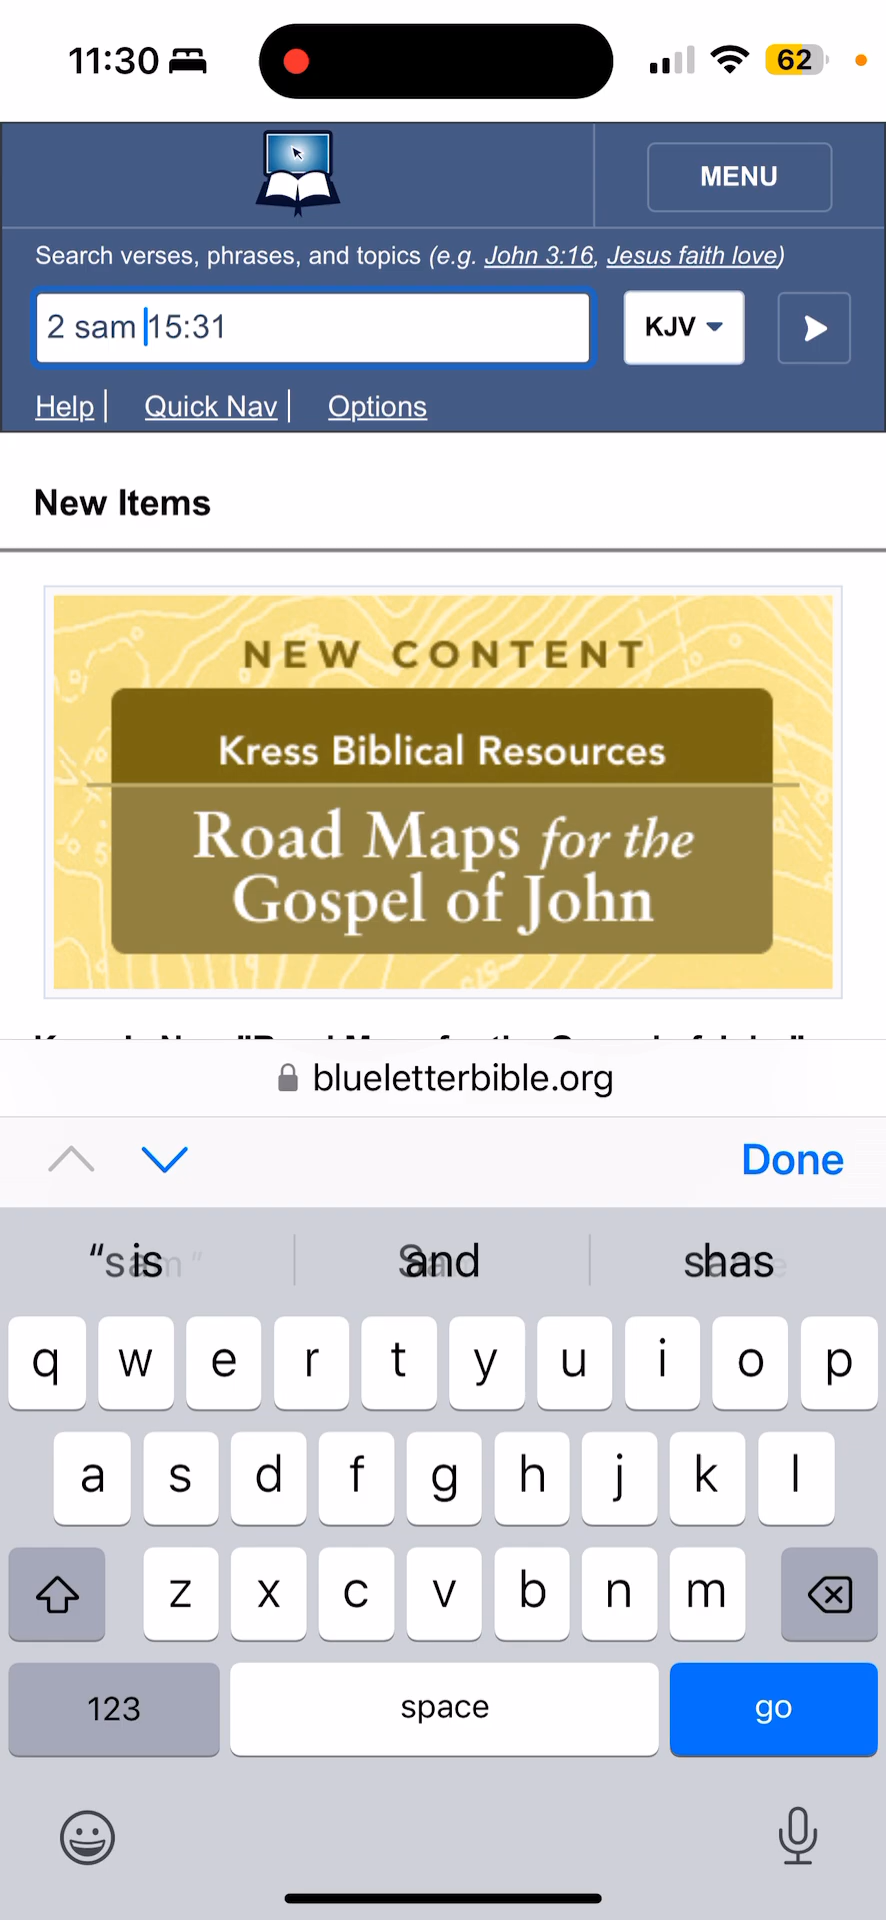 11:30
62
MENU
Search verses, phrases, and topics (e.g. John 3:16, Jesus faith love)
2 sam 15:31
KJV
Help | Quick Nav | Options
New Items
NEW CONTENT
Kress Biblical Resources
Road Maps for the
Gospel of John
blueletterbible.org
Done
is and has
q w e r t y u i o p
a s d f g h j k l
z x c v b n m
123 space go